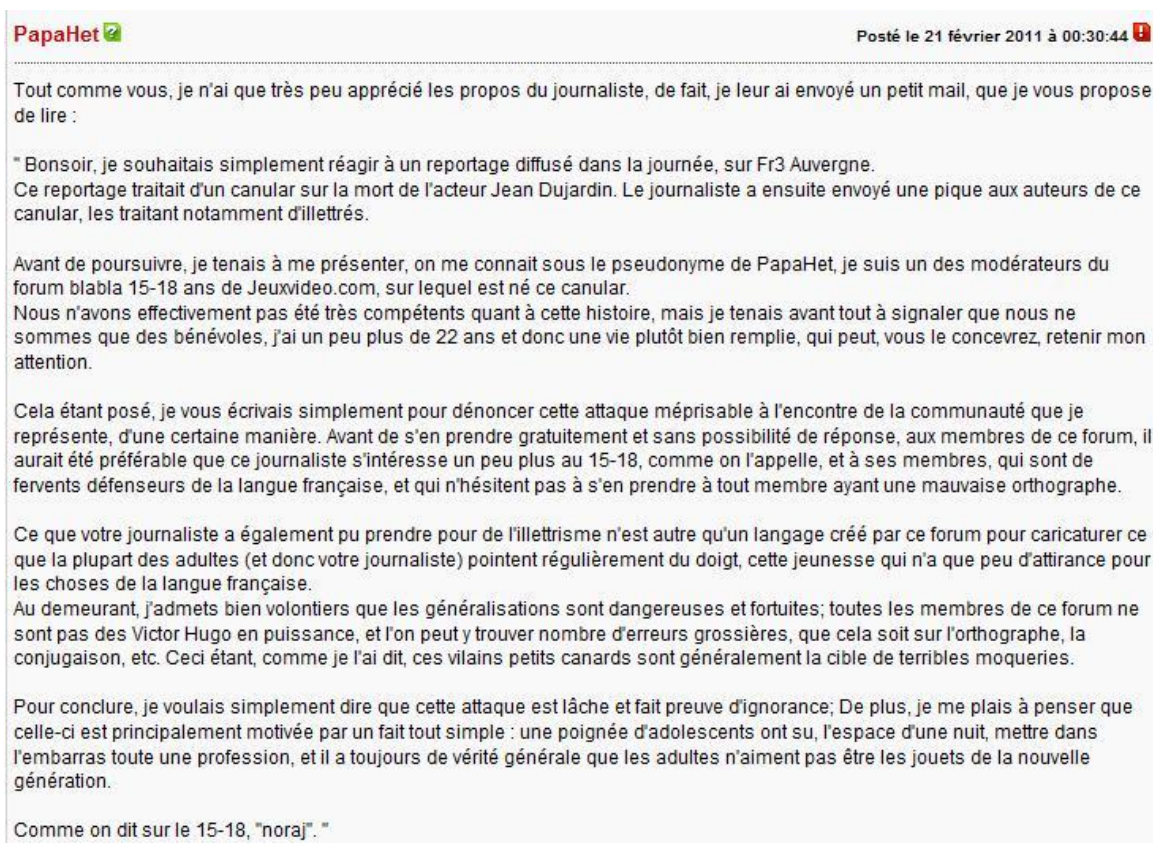 PapaHet
Posté le 21 février 2011 à 00:30:44
Tout comme vous, je n'ai que très peu apprécié les propos du journaliste, de fait, je leur ai envoyé un petit mail, que je vous propose
de lire :
" Bonsoir, je souhaitais simplement réagir à un reportage diffusé dans la journée, sur Fr3 Auvergne.
Ce reportage traitait d'un canular sur la mort de l'acteur Jean Dujardin. Le journaliste a ensuite envoyé une pique aux auteurs de ce
canular, les traitant notamment d'illettrés.
Avant de poursuivre, je tenais à me présenter, on me connait sous le pseudonyme de PapaHet, je suis un des modérateurs du
forum blabla 15-18 ans de Jeuxvideo.com, sur lequel est né ce canular.
Nous n'avons effectivement pas été très compétents quant à cette histoire, mais je tenais avant tout à signaler que nous ne
sommes que des bénévoles, j'ai un peu plus de 22 ans et donc une vie plutôt bien remplie, qui peut, vous le concevrez, retenir mon
attention.
Cela étant posé, je vous écrivais simplement pour dénoncer cette attaque méprisable à l'encontre de la communauté que je
représente, d'une certaine manière. Avant de s'en prendre gratuitement et sans possibilité de réponse, aux membres de ce forum, il
aurait été préférable que ce journaliste s'intéresse un peu plus au 15-18, comme on l'appelle, et à ses membres, qui sont de
fervents défenseurs de la langue française, et qui n'hésitent pas à s'en prendre à tout membre ayant une mauvaise orthographe.
Ce que votre journaliste a également pu prendre pour de l'illettrisme n'est autre qu'un langage créé par ce forum pour caricaturer ce
que la plupart des adultes (et donc votre journaliste) pointent régulièrement du doigt, cette jeunesse qui n'a que peu d'attirance pour
les choses de la langue française.
Au demeurant, j'admets bien volontiers que les généralisations sont dangereuses et fortuites; toutes les membres de ce forum ne
sont pas des Victor Hugo en puissance, et l'on peut y trouver nombre d'erreurs grossières, que cela soit sur l'orthographe, la
conjugaison, etc. Ceci étant, comme je l'ai dit, ces vilains petits canards sont généralement la cible de terribles moqueries.
Pour conclure, je voulais simplement dire que cette attaque est lâche et fait preuve d'ignorance; De plus, je me plais à penser que
celle-ci est principalement motivée par un fait tout simple : une poignée d'adolescents ont su, l'espace d'une nuit, mettre dans
l'embarras toute une profession, et il a toujours de vérité générale que les adultes n'aiment pas être les jouets de la nouvelle
génération.
Comme on dit sur le 15-18, "noraj". "